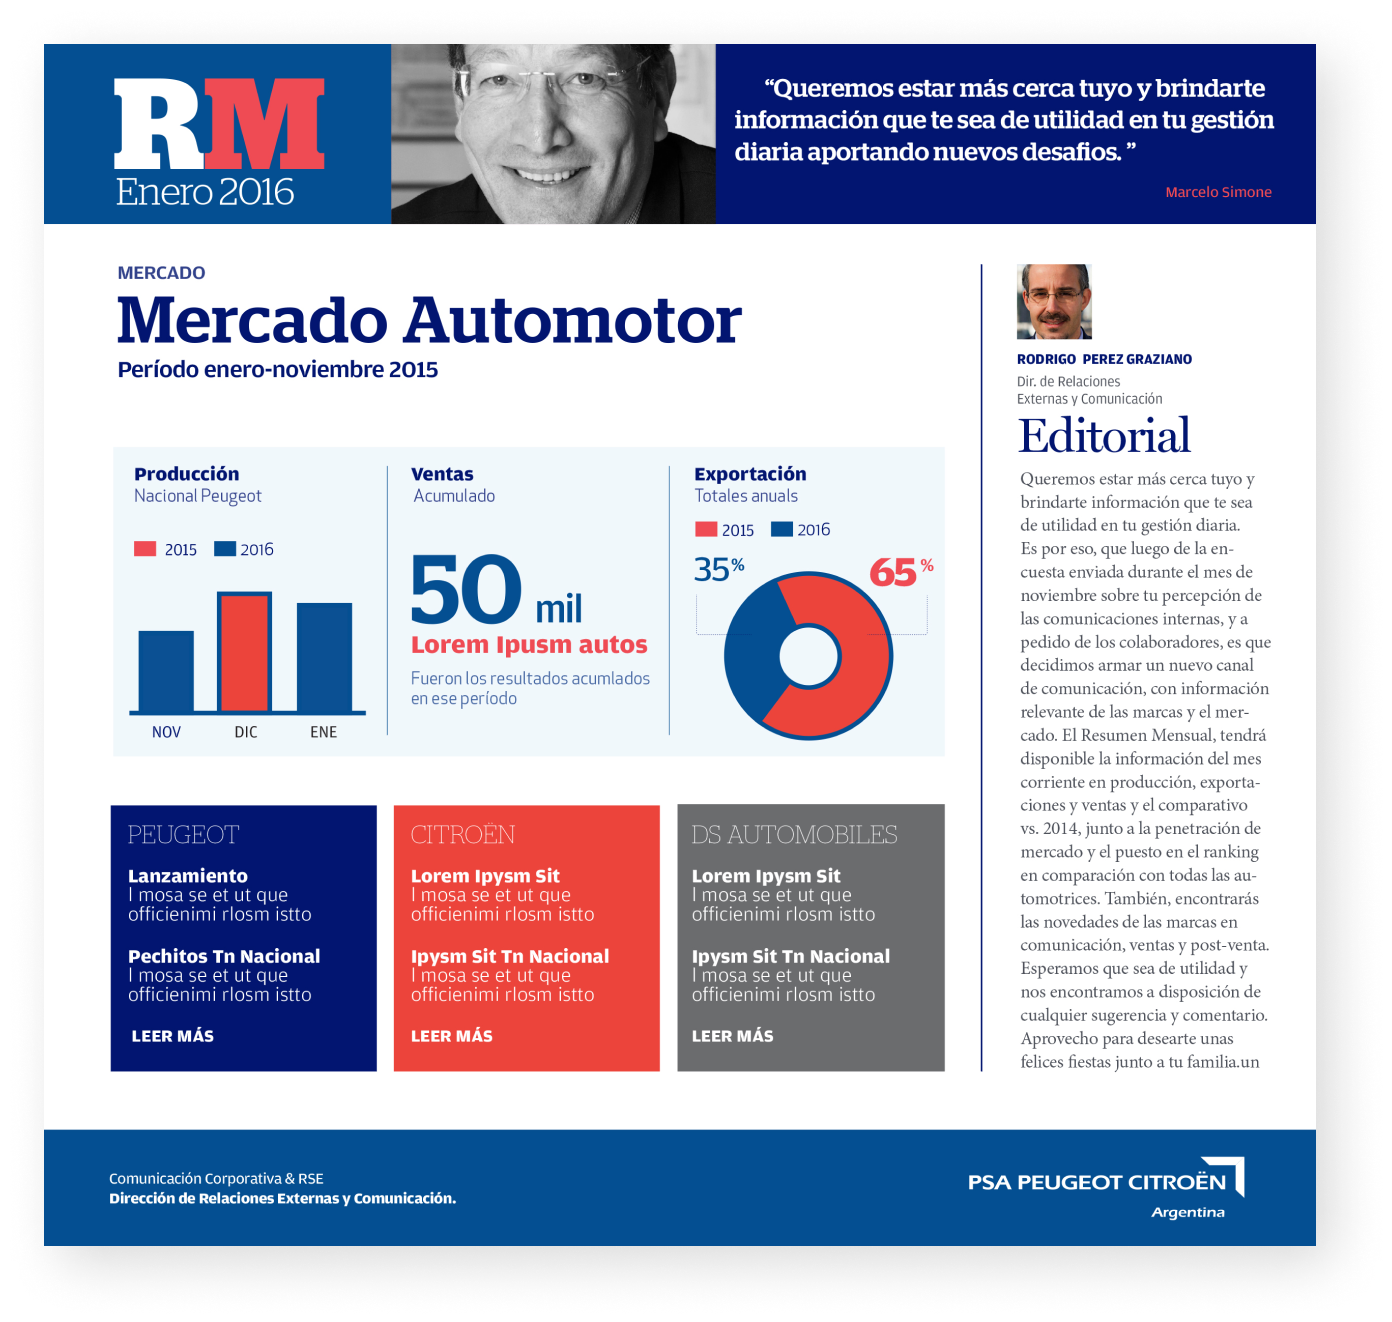 RM
Enero 2016
“Queremos estar más cerca tuyo y brindarte
información que te sea de utilidad en tu gestión
diaria aportando nuevos desafios. ”
Marcelo Simone
MERCADO
Mercado Automotor
Período enero-noviembre 2015
Producción
Nacional Peugeot
2015 2016
NOV DIC ENE
Ventas
Acumulado
50 mil
Lorem Ipusm autos
Fueron los resultados acumlados
en ese período
Exportación
Totales anuals
2015 2016
35% 65%
PEUGEOT
Lanzamiento
I mosa se et ut que
officienimi rlosm istto
Pechitos Tn Nacional
I mosa se et ut que
officienimi rlosm istto
LEER MÁS
CITROËN
Lorem Ipysm Sit
I mosa se et ut que
officienimi rlosm istto
Ipysm Sit Tn Nacional
I mosa se et ut que
officienimi rlosm istto
LEER MÁS
DS AUTOMOBILES
Lorem Ipysm Sit
I mosa se et ut que
officienimi rlosm istto
Ipysm Sit Tn Nacional
I mosa se et ut que
officienimi rlosm istto
LEER MÁS
RODRIGO PEREZ GRAZIANO
Dir. de Relaciones
Externas y Comunicación
Editorial
Queremos estar más cerca tuyo y
brindarte información que te sea
de utilidad en tu gestión diaria.
Es por eso, que luego de la en-
cuesta enviada durante el mes de
noviembre sobre tu percepción de
las comunicaciones internas, y a
pedido de los colaboradores, es que
decidimos armar un nuevo canal
de comunicación, con información
relevante de las marcas y el mer-
cado. El Resumen Mensual, tendrá
disponible la información del mes
corriente en producción, exporta-
ciones y ventas y el comparativo
vs. 2014, junto a la penetración de
mercado y el puesto en el ranking
en comparación con todas las au-
tomotrices. También, encontrarás
las novedades de las marcas en
comunicación, ventas y post-venta.
Esperamos que sea de utilidad y
nos encontramos a disposición de
cualquier sugerencia y comentario.
Aprovecho para desearte unas
felices fiestas junto a tu familia.un
Comunicación Corporativa & RSE
Dirección de Relaciones Externas y Comunicación.
PSA PEUGEOT CITROËN
Argentina